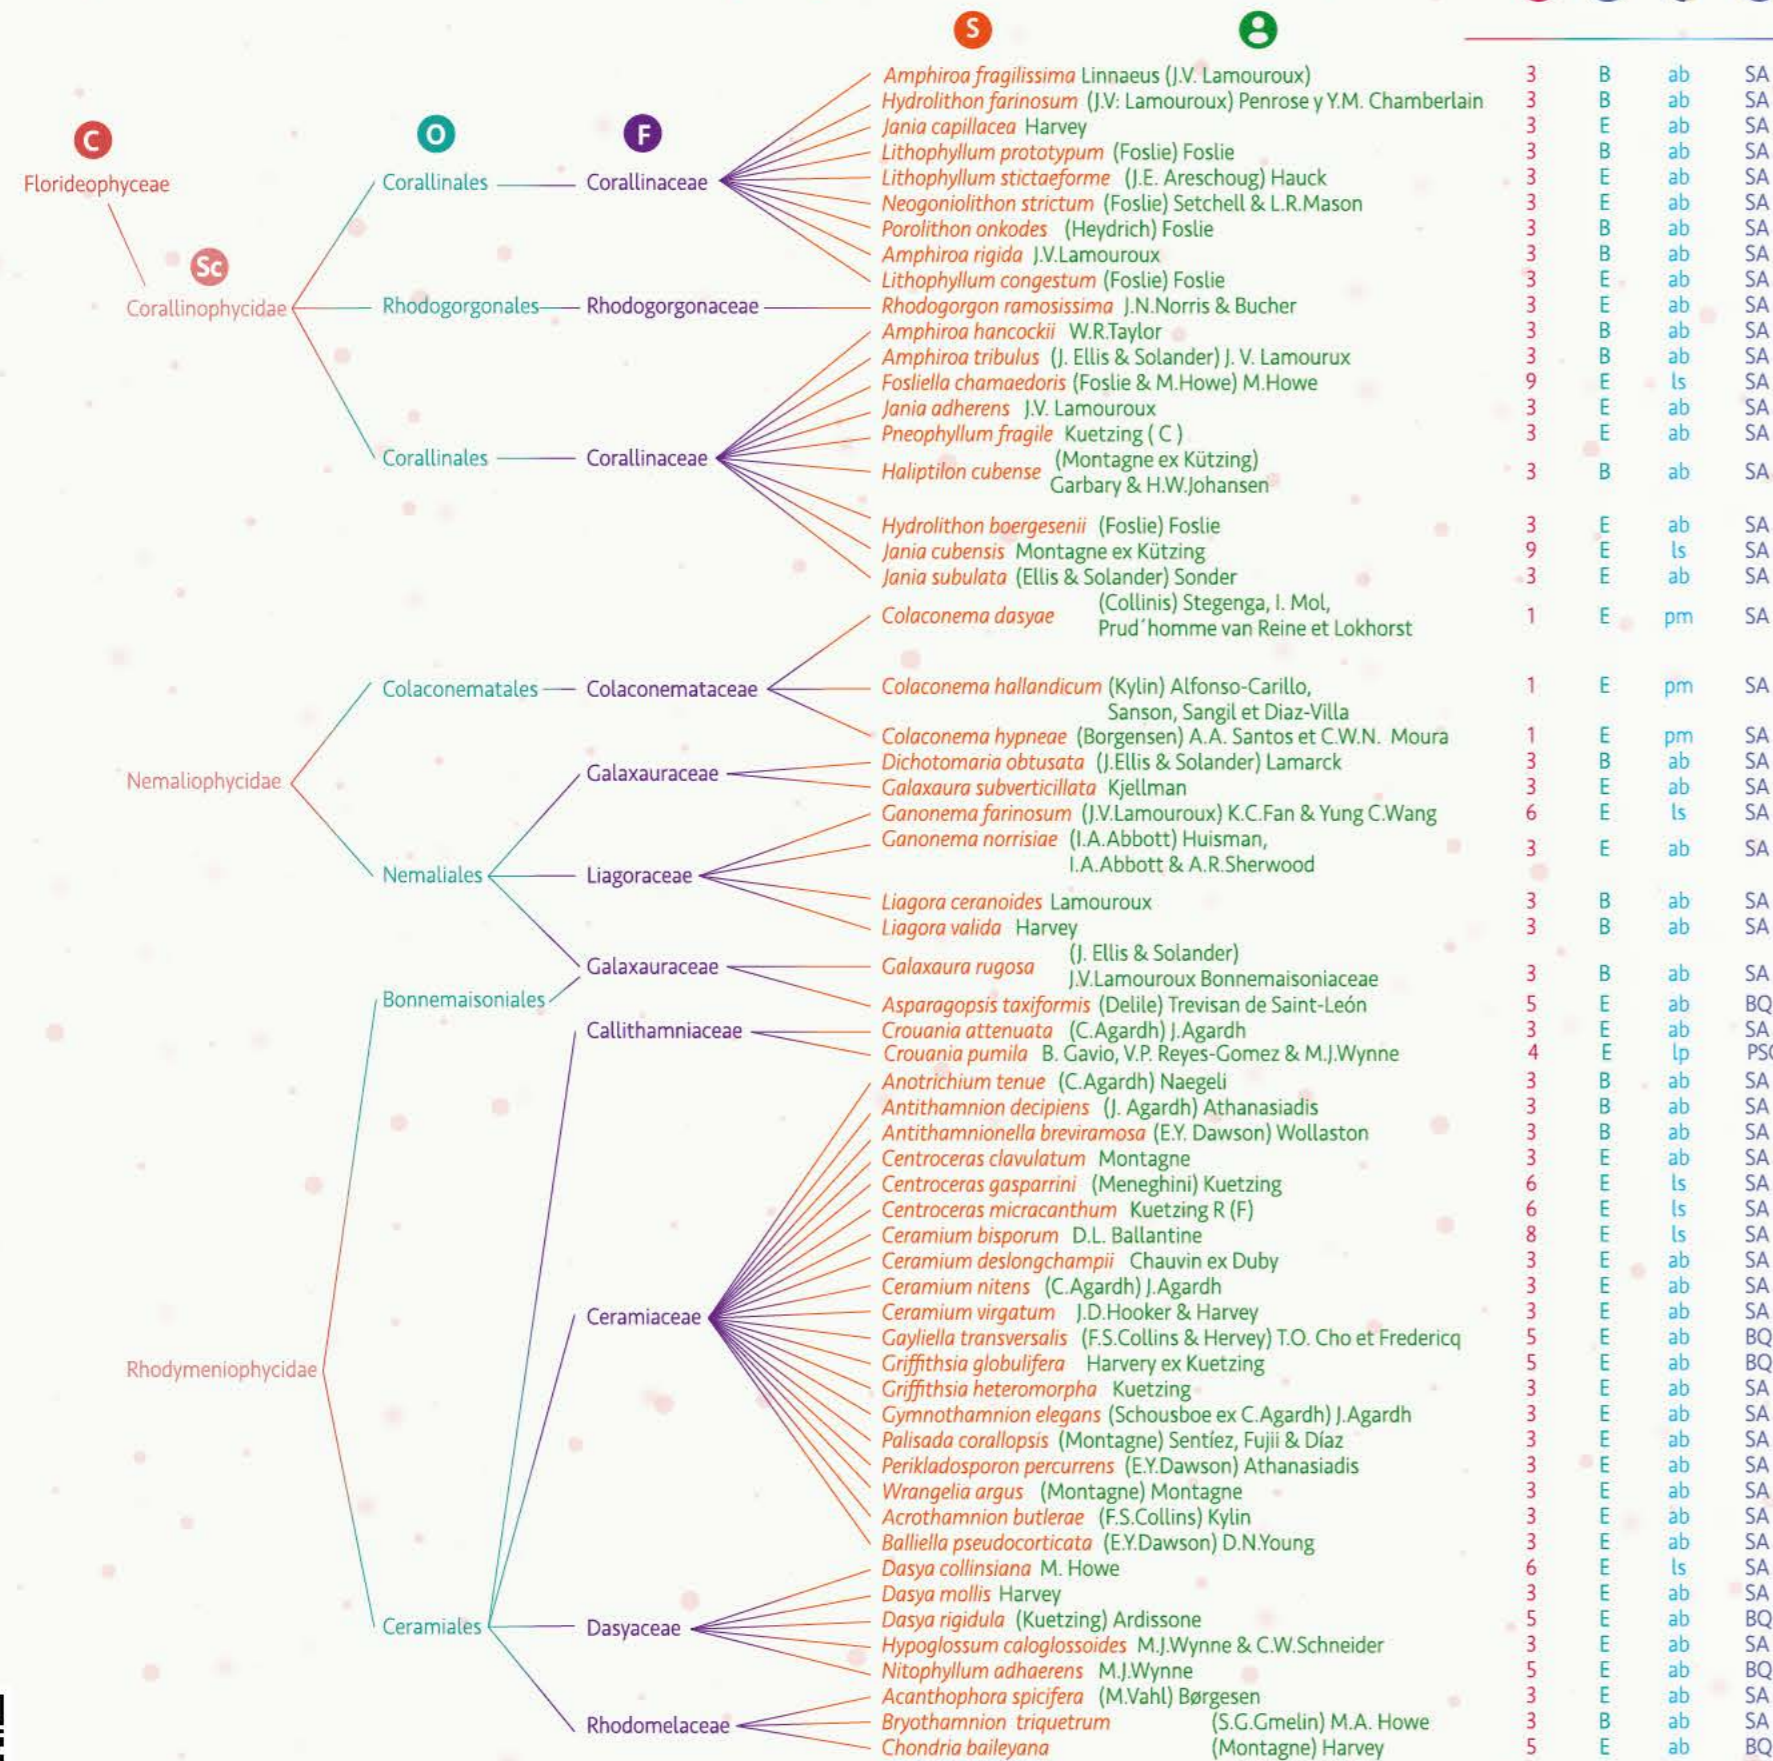 S
C
O
F
Florideophyceae
Sc
Corallinophycidae
Corallinales
Corallinaceae
Amphiroa fragilissima Linnaeus (J.V. Lamouroux) 3 B ab SA
Hydrolithon farinosum (J.V: Lamouroux) Penrose y Y.M. Chamberlain 3 B ab SA
Jania capillacea Harvey 3 E ab SA
Lithophyllum prototypum (Foslie) Foslie 3 B ab SA
Lithophyllum stictaeforme (J.E. Areschoug) Hauck 3 E ab SA
Neogoniolithon strictum (Foslie) Setchell & L.R.Mason 3 E ab SA
Porolithon onkodes (Heydrich) Foslie 3 B ab SA
Amphiroa rigida J.V.Lamouroux 3 B ab SA
Lithophyllum congestum (Foslie) Foslie 3 E ab SA
Rhodogorgonales
Rhodogorgonaceae
Rhodogorgon ramosissima J.N.Norris & Bucher 3 E ab SA
Corallinales
Corallinaceae
Amphiroa hancockii W.R.Taylor 3 B ab SA
Amphiroa tribulus (J. Ellis & Solander) J. V. Lamourux 3 B ab SA
Fosliella chamaedoris (Foslie & M.Howe) M.Howe 9 E ls SA
Jania adherens J.V. Lamouroux 3 E ab SA
Pneophyllum fragile Kuetzing ( C ) 3 E ab SA
Haliptilon cubense (Montagne ex Kützing)
Garbary & H.W.Johansen 3 B ab SA
Hydrolithon boergesenii (Foslie) Foslie 3 E ab SA
Jania cubensis Montagne ex Kützing 9 E ls SA
Jania subulata (Ellis & Solander) Sonder 3 E ab SA
Nemaliophycidae
Colaconematales
Colaconemataceae
Colaconema dasyae (Collinis) Stegenga, I. Mol,
Prud´homme van Reine et Lokhorst 1 E pm SA
Colaconema hallandicum (Kylin) Alfonso-Carillo, 1 E pm SA
Sanson, Sangil et Diaz-Villa
Colaconema hypneae (Borgensen) A.A. Santos et C.W.N. Moura 1 E pm SA
Nemaliales
Galaxauraceae
Dichotomaria obtusata (J.Ellis & Solander) Lamarck 3 B ab SA
Galaxaura subverticillata Kjellman 3 E ab SA
Liagoraceae
Ganonema farinosum (J.V.Lamouroux) K.C.Fan & Yung C.Wang 6 E ls SA
Ganonema norrisiae (I.A.Abbott) Huisman,
I.A.Abbott & A.R.Sherwood 3 E ab SA
Liagora ceranoides Lamouroux 3 B ab SA
Liagora valida Harvey 3 B ab SA
Galaxauraceae
Galaxaura rugosa (J. Ellis & Solander)
J.V.Lamouroux Bonnemaisoniaceae 3 B ab SA
Rhodymeniophycidae
Bonnemaisoniales
Asparagopsis taxiformis (Delile) Trevisan de Saint-León 5 E ab BQ
Ceramiales
Callithamniaceae
Crouania attenuata (C.Agardh) J.Agardh 3 E ab SA
Crouania pumila B. Gavio, V.P. Reyes-Gomez & M.J.Wynne 4 E lp
Ceramiaceae
Anotrichium tenue (C.Agardh) Naegeli 3 B ab SA
Antithamnion decipiens (J. Agardh) Athanasiadis 3 B ab SA
Antithamnionella breviramosa (E.Y. Dawson) Wollaston 3 B ab SA
Centroceras clavulatum Montagne 3 E ab SA
Centroceras gasparrini (Meneghini) Kuetzing 6 E ls SA
Centroceras micracanthum Kuetzing R (F) 6 E ls SA
Ceramium bisporum D.L. Ballantine 8 E ls SA
Ceramium deslongchampii Chauvin ex Duby 3 E ab SA
Ceramium nitens (C.Agardh) J.Agardh 3 E ab SA
Ceramium virgatum J.D.Hooker & Harvey 3 E ab SA
Gayliella transversalis (F.S.Collins & Hervey) T.O. Cho et Fredericq 5 E ab BQ
Griffithsia globulifera Harvery ex Kuetzing 5 E ab BQ
Griffithsia heteromorpha Kuetzing 3 E ab SA
Gymnothamnion elegans (Schousboe ex C.Agardh) J.Agardh 3 E ab SA
Palisada corallopsis (Montagne) Sentíez, Fujii & Díaz 3 E ab SA
Perikladosporon percurrens (E.Y.Dawson) Athanasiadis 3 E ab SA
Wrangelia argus (Montagne) Montagne 3 E ab SA
Acrothamnion butlerae (F.S.Collins) Kylin 3 E ab SA
Balliella pseudocorticata (E.Y.Dawson) D.N.Young 3 E ab SA
Dasyaceae
Dasya collinsiana M. Howe 6 E ls SA
Dasya mollis Harvey 3 E ab SA
Dasya rigidula (Kuetzing) Ardissone 5 E ab BQ
Hypoglossum caloglossoides M.J.Wynne & C.W.Schneider 3 E ab SA
Nitophyllum adhaerens M.J.Wynne 5 E ab BQ
Rhodomelaceae
Acanthophora spicifera (M.Vahl) Børgesen 3 E ab SA
Bryothamnion triquetrum (S.G.Gmelin) M.A. Howe 3 B ab SA
Chondria baileyana (Montagne) Harvey 5 E ab BQ